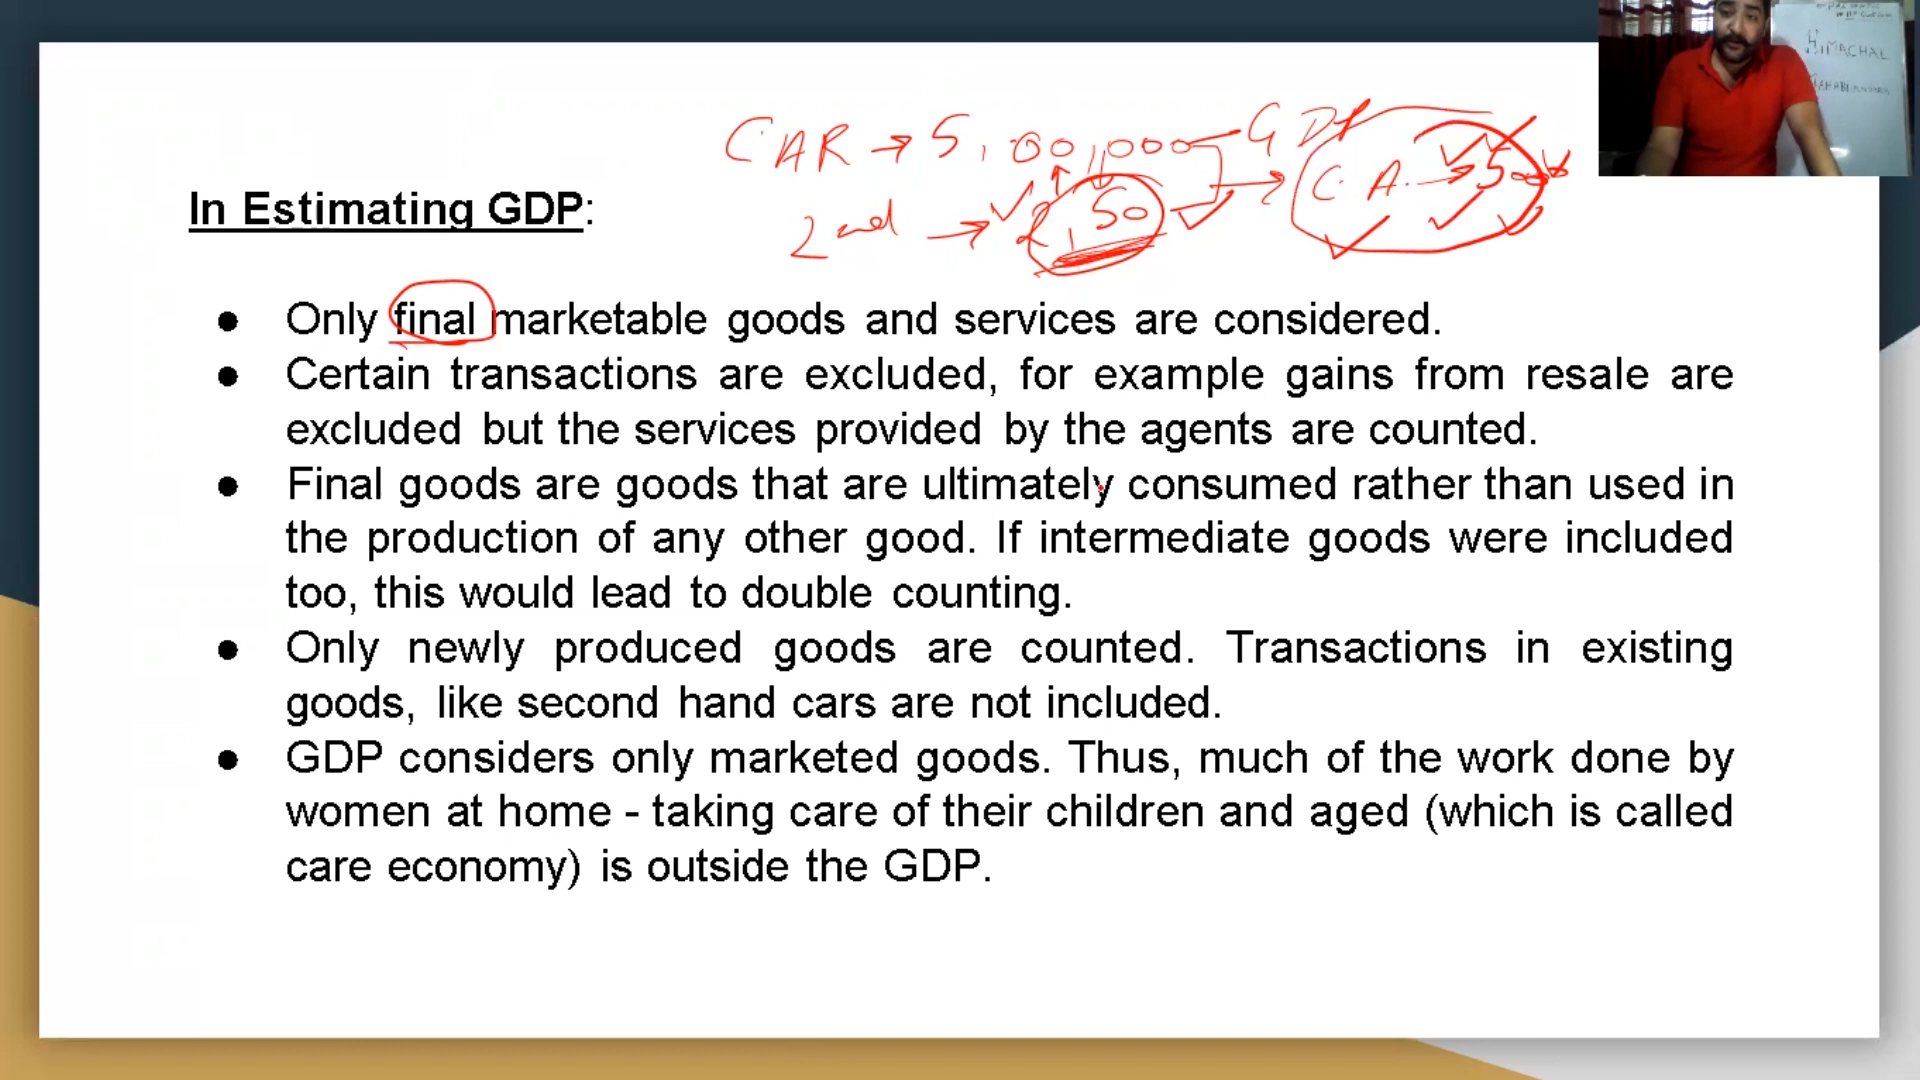 CAR → 5,00,000 GDP
2nd → 2,50 → C.A. → 5000
HIMACHAL
In Estimating GDP:
● Only final marketable goods and services are considered.
● Certain transactions are excluded, for example gains from resale are
excluded but the services provided by the agents are counted.
● Final goods are goods that are ultimately consumed rather than used in
the production of any other good. If intermediate goods were included
too, this would lead to double counting.
● Only newly produced goods are counted. Transactions in existing
goods, like second hand cars are not included.
● GDP considers only marketed goods. Thus, much of the work done by
women at home - taking care of their children and aged (which is called
care economy) is outside the GDP.